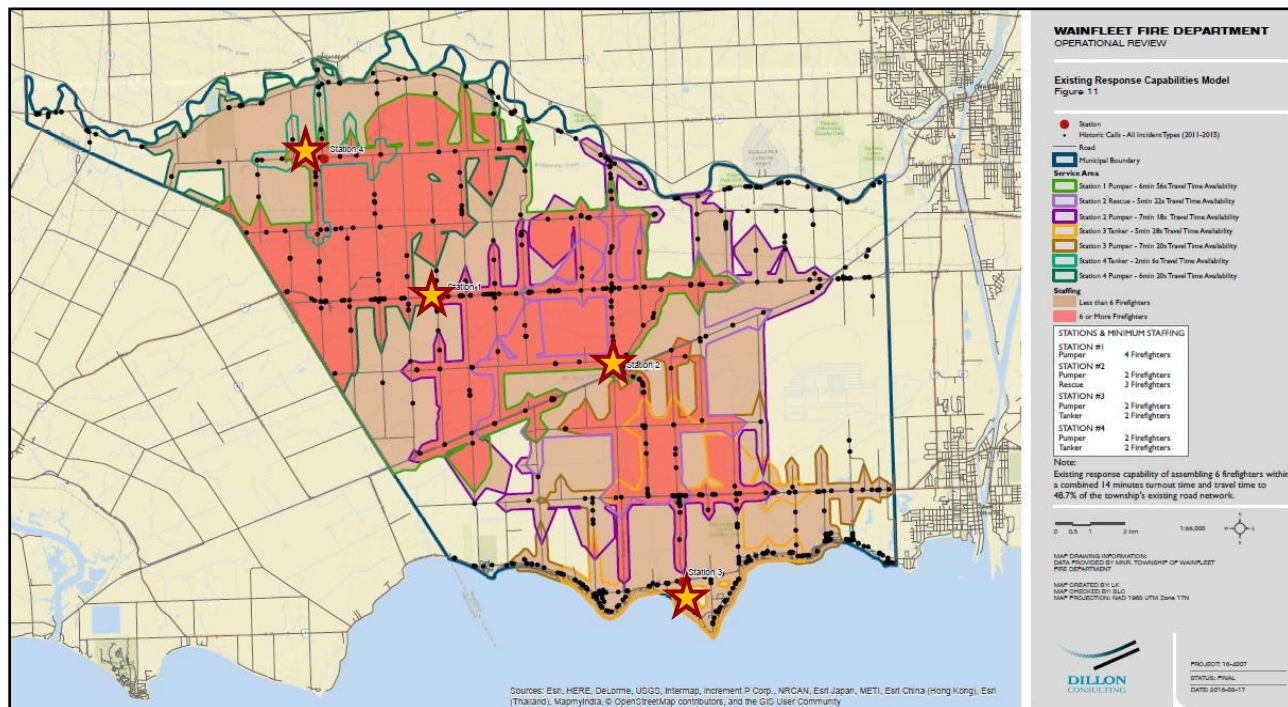 Station 4
Station 1
Station 2
Station 3
Sources: Esri, HERE, DeLorme, USGS, Intermap, increment P Corp., NRCAN, Esri Japan, METI, Esri China (Hong Kong), Esri
(Thailand), MapmyIndia, © OpenStreetMap contributors, and the GIS User Community
WAINFLEET FIRE DEPARTMENT
OPERATIONAL REVIEW
Existing Response Capabilities Model
Figure 11
Station
Historic Calls - All Incident Types (2011-2015)
Road
Municipal Boundary
Service Area
Station 1 Pumper - 6min 56s Travel Time Availability
Station 2 Rescue - 5min 22s Travel Time Availability
Station 2 Pumper - 7min 18s Travel Time Availability
Station 3 Tanker - 5min 28s Travel Time Availability
Station 3 Pumper - 7min 20s Travel Time Availability
Station 4 Tanker - 2min 6s Travel Time Availability
Station 4 Pumper - 6min 20s Travel Time Availability
Staffing
Less than 6 Firefighters
6 or More Firefighters
STATIONS & MINIMUM STAFFING
STATION #1
Pumper 4 Firefighters
STATION #2
Pumper 2 Firefighters
Rescue 3 Firefighters
STATION #3
Pumper 2 Firefighters
Tanker 2 Firefighters
STATION #4
Pumper 2 Firefighters
Tanker 2 Firefighters
Note:
Existing response capability of assembling 6 firefighters within
a combined 14 minutes turnout time and travel time to
48.7% of the township's existing road network.
0 0.5 1 2 km
1:66,000
MAP DRAWING INFORMATION:
DATA PROVIDED BY MNR, TOWNSHIP OF WAINFLEET
FIRE DEPARTMENT
MAP CREATED BY: LK
MAP CHECKED BY: SLO
MAP PROJECTION: NAD 1983 UTM Zone 17N
DILLON
CONSULTING
PROJECT: 16-4007
STATUS: FINAL
DATE: 2016-08-17